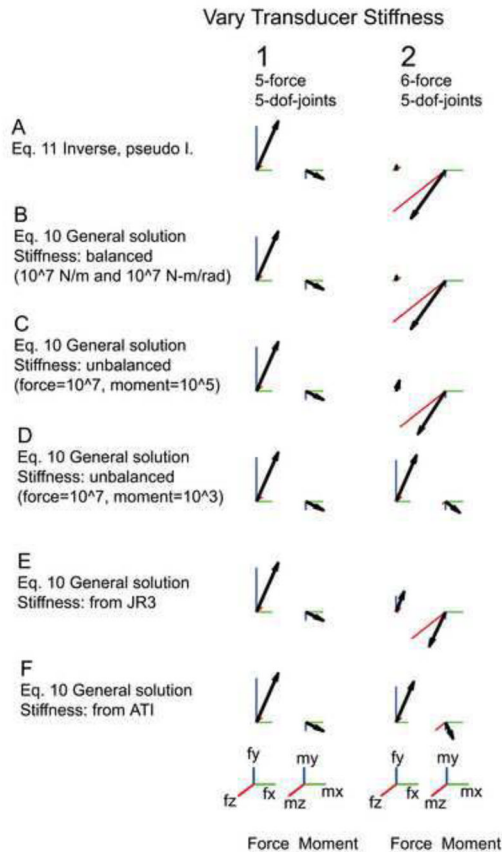 Vary Transducer Stiffness
1 2
5-force 6-force
5-dof-joints 5-dof-joints
A
Eq. 11 Inverse, pseudo I.
B
Eq. 10 General solution
Stiffness: balanced
(10^7 N/m and 10^7 N-m/rad)
C
Eq. 10 General solution
Stiffness: unbalanced
(force=10^7, moment=10^5)
D
Eq. 10 General solution
Stiffness: unbalanced
(force=10^7, moment=10^3)
E
Eq. 10 General solution
Stiffness: from JR3
F
Eq. 10 General solution
Stiffness: from ATI
fy my fy my
fx mx fx mx
fz mz fz mz
Force Moment Force Moment